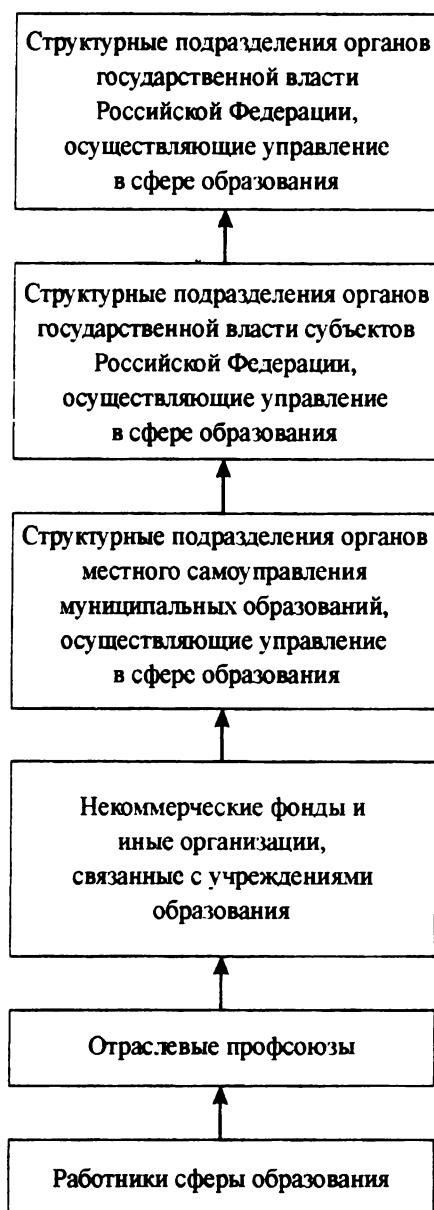 Структурные подразделения органов
государственной власти
Российской Федерации,
осуществляющие управление
в сфере образования
Структурные подразделения органов
государственной власти субъектов
Российской Федерации,
осуществляющие управление
в сфере образования
Структурные подразделения органов
местного самоуправления
муниципальных образований,
осуществляющие управление
в сфере образования
Некоммерческие фонды и
иные организации,
связанные с учреждениями
образования
Отраслевые профсоюзы
Работники сферы образования